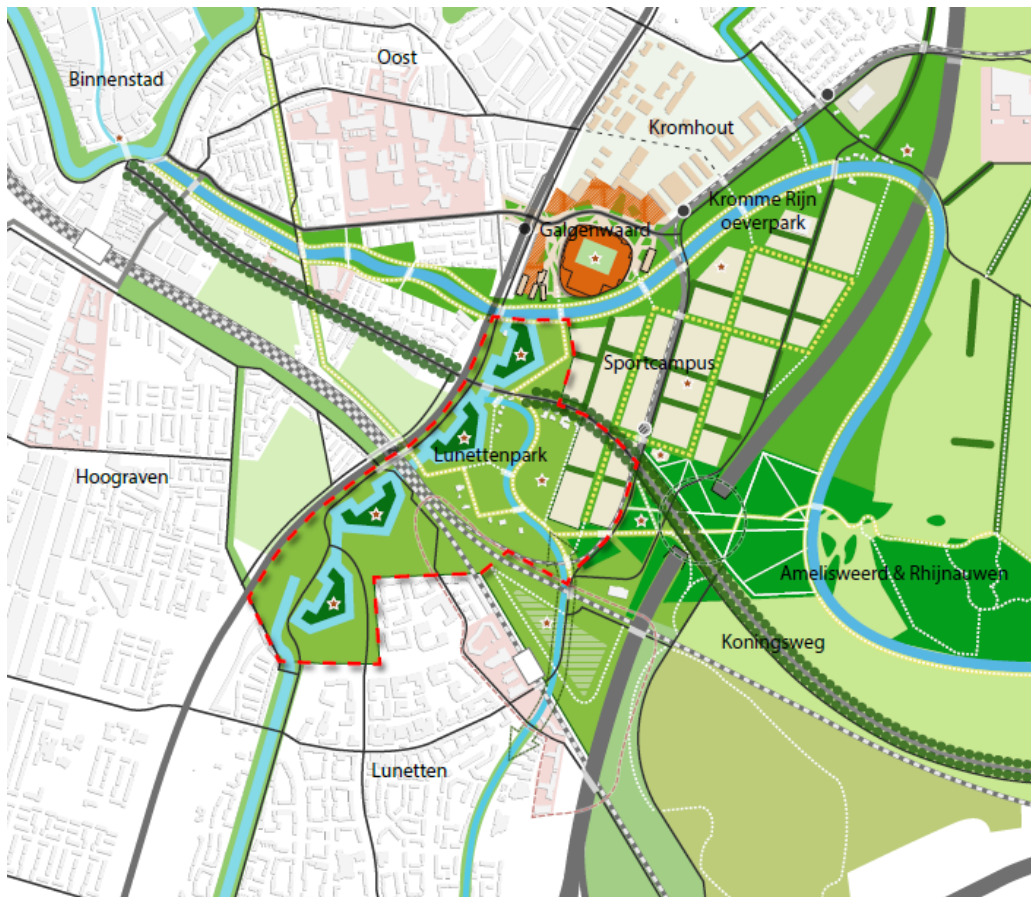 Oost
Binnenstad
Kromhout
Kromme Rijn
oeverpark
Galgenwaard
Sportcampus
Lunettenpark
Hoograven
Amelisweerd & Rhijnauwen
Koningsweg
Lunetten